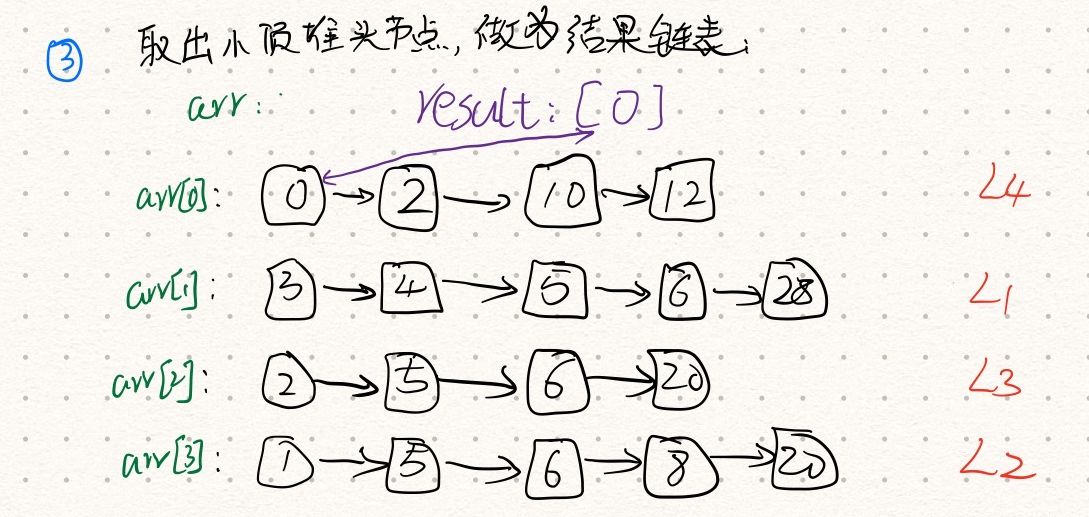 ③ 取出小顶堆头节点,做为结果链表;
arr: result: [0]
arr[0]: 0 → 2 → 10 → 12 L4
arr[1]: 3 → 4 → 5 → 6 → 28 L1
arr[2]: 2 → 5 → 6 → 20 L3
arr[3]: 1 → 5 → 6 → 8 → 20 L2